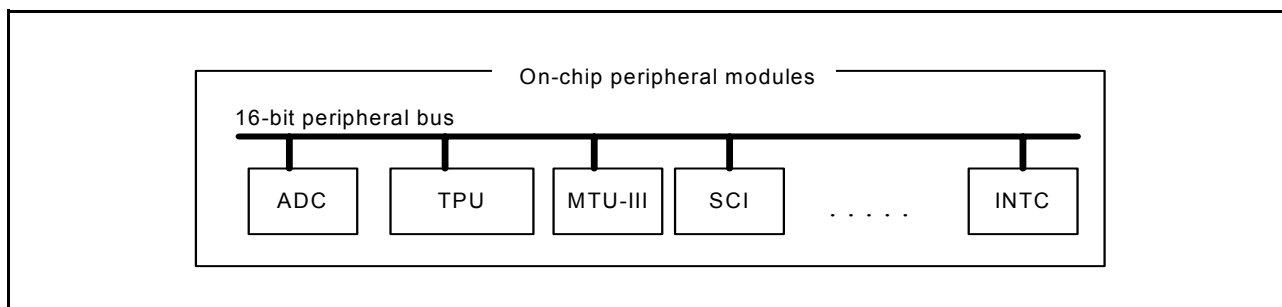 On-chip peripheral modules
16-bit peripheral bus
ADC TPU MTU-III SCI . . . . . INTC